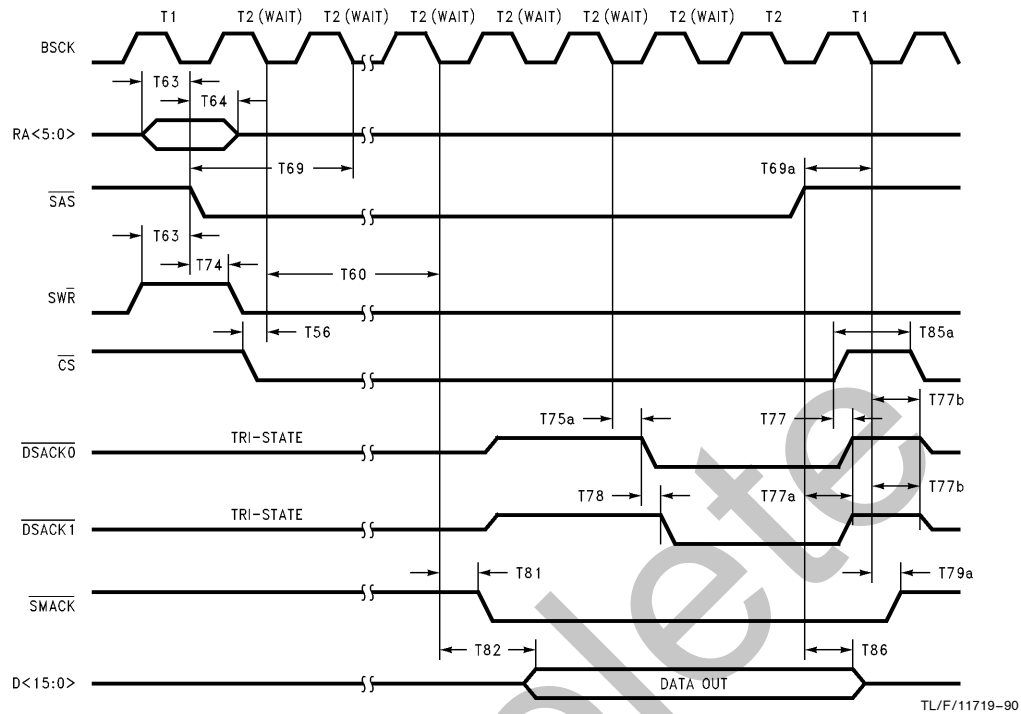 T1 T2 (WAIT) T2 (WAIT) T2 (WAIT) T2 (WAIT) T2 (WAIT) T2 (WAIT) T2 T1
BSCK
T63
T64
RA<5:0>
T69 T69a
SAS
T63
T74 T60
SWR
T56 T85a
CS
T75a T77 T77b
DSACK0 TRI-STATE
T78 T77a T77b
DSACK1 TRI-STATE
T81 T79a
SMACK
T82 T86
D<15:0> DATA OUT
TL/F/11719-90